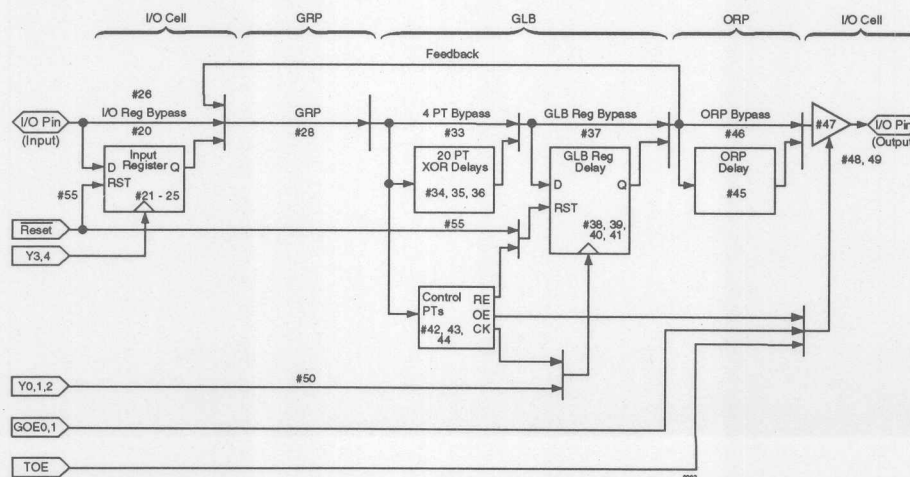 I/O Cell
GRP
GLB
ORP
I/O Cell
Feedback
#26
I/O Reg Bypass
#20
GRP
#28
4 PT Bypass
#33
GLB Reg Bypass
#37
ORP Bypass
#46
#47
I/O Pin
(Input)
I/O Pin
(Output)
#48, 49
Input
Register
D
Q
RST
#21 - 25
#55
20 PT
XOR Delays
#34, 35, 36
GLB Reg
Delay
D
Q
RST
#38, 39,
40, 41
ORP
Delay
#45
Reset
#55
Y3,4
Control
PTs
RE
OE
CK
#42, 43,
44
Y0,1,2
#50
GOE0,1
TOE